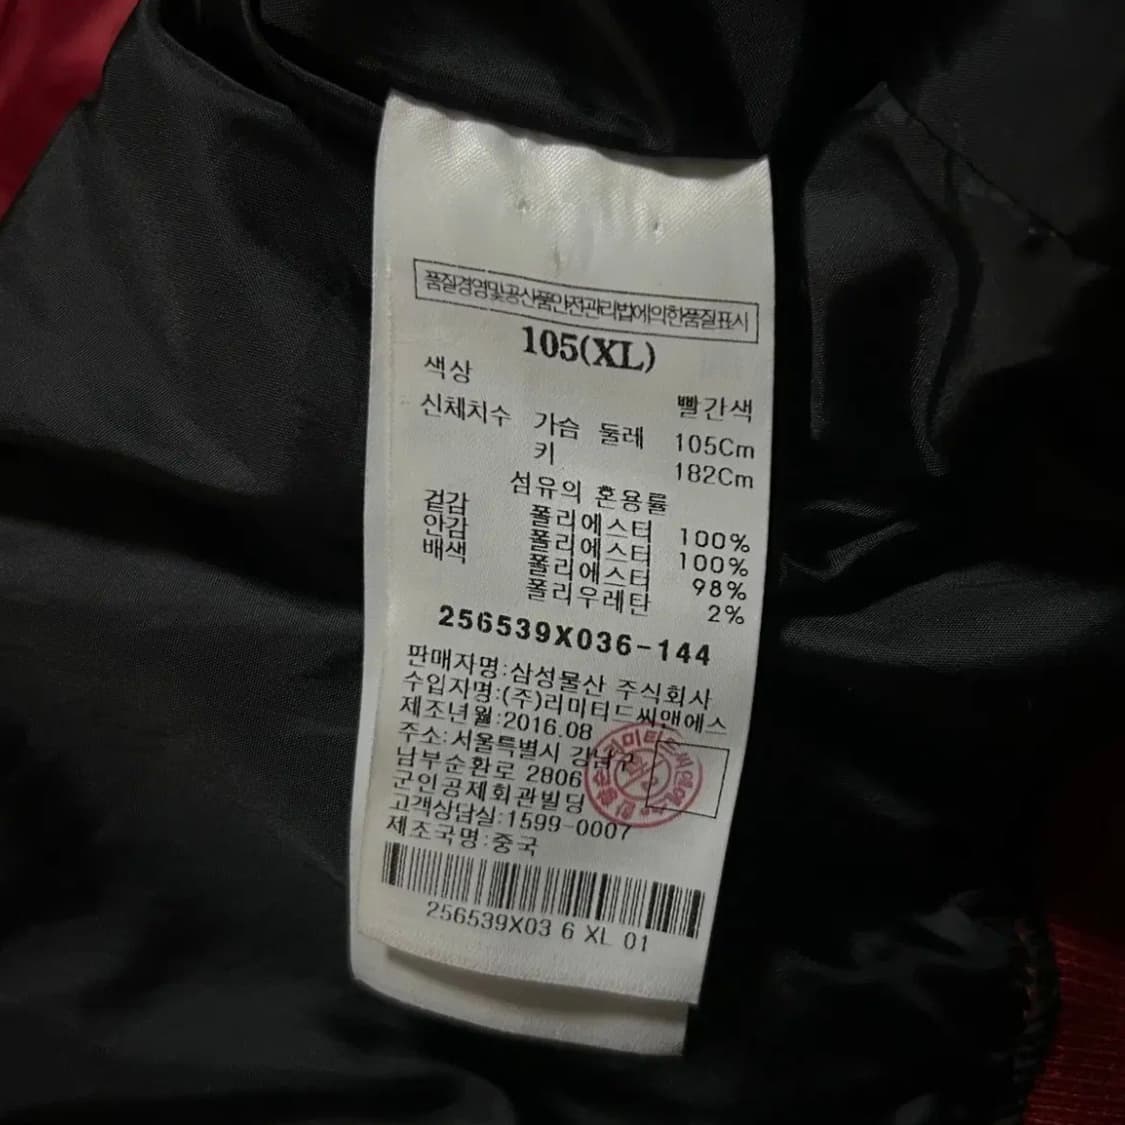 품질경영및공산품안전관리법에의한품질표시
105(XL)
색상 빨간색
신체치수 가슴 둘레 105Cm
키 182Cm
섬유의 혼용률
겉감 폴리에스터 100%
안감 폴리에스터 100%
배색 폴리에스터 98%
폴리우레탄 2%
256539X036-144
판매자명:삼성물산 주식회사
수입자명:(주)리미티드씨앤에스
제조년월:2016.08
주소:서울특별시 강남구
남부순환로 2806
군인공제회관빌딩
고객상담실:1599-0007
제조국명:중국
256539X03 6 XL 01